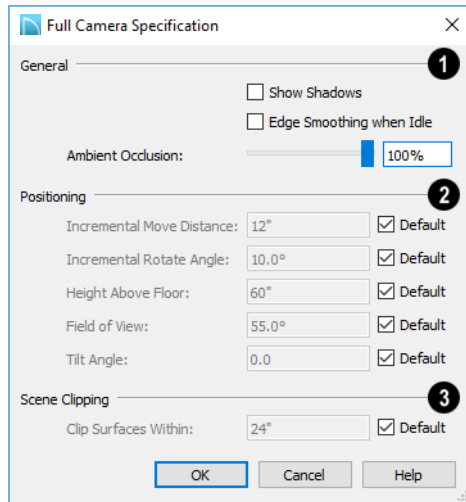 Full Camera Specification
General 1
Show Shadows
Edge Smoothing when Idle
Ambient Occlusion: 100%
Positioning 2
Incremental Move Distance: 12" Default
Incremental Rotate Angle: 10.0° Default
Height Above Floor: 60" Default
Field of View: 55.0° Default
Tilt Angle: 0.0 Default
Scene Clipping 3
Clip Surfaces Within: 24" Default
OK Cancel Help